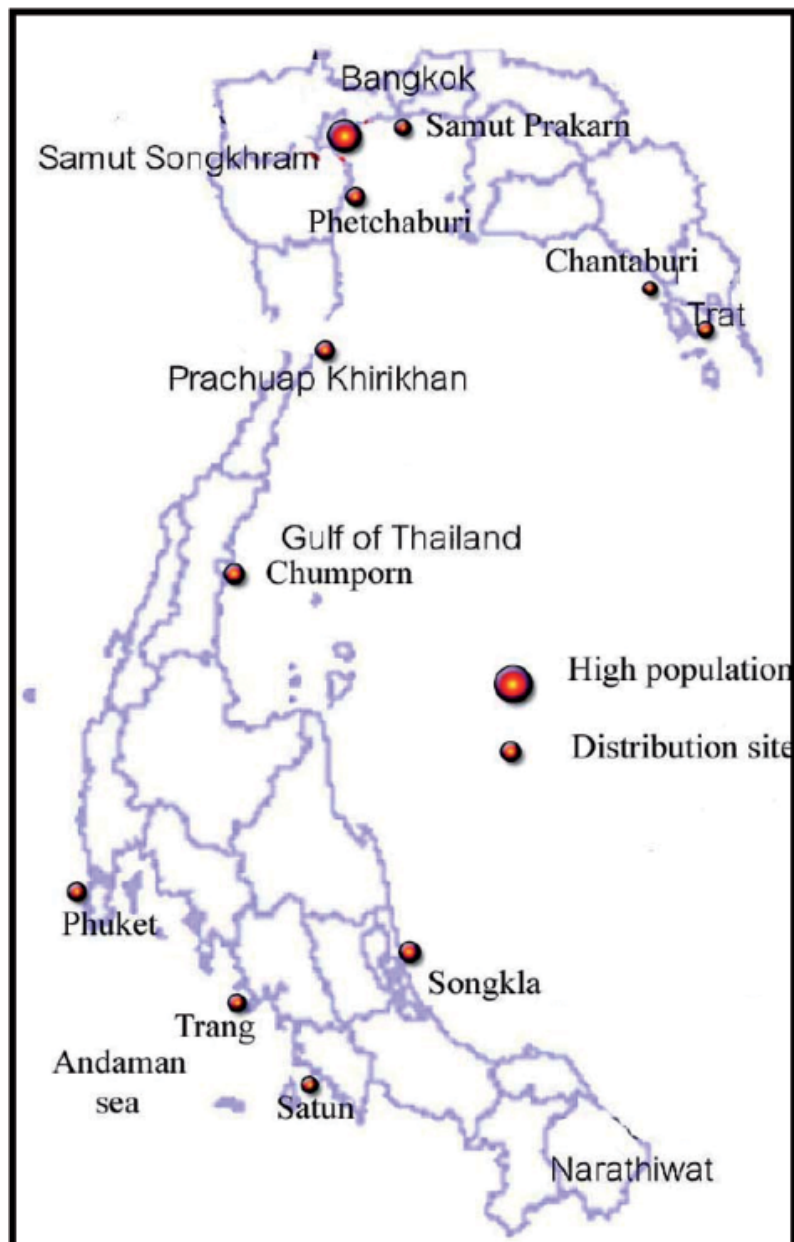 Bangkok
Samut Prakarn
Samut Songkhram
Phetchaburi
Chantaburi
Trat
Prachuap Khirikhan
Gulf of Thailand
Chumporn
High population
Distribution site
Phuket
Songkla
Trang
Andaman
sea
Satun
Narathiwat